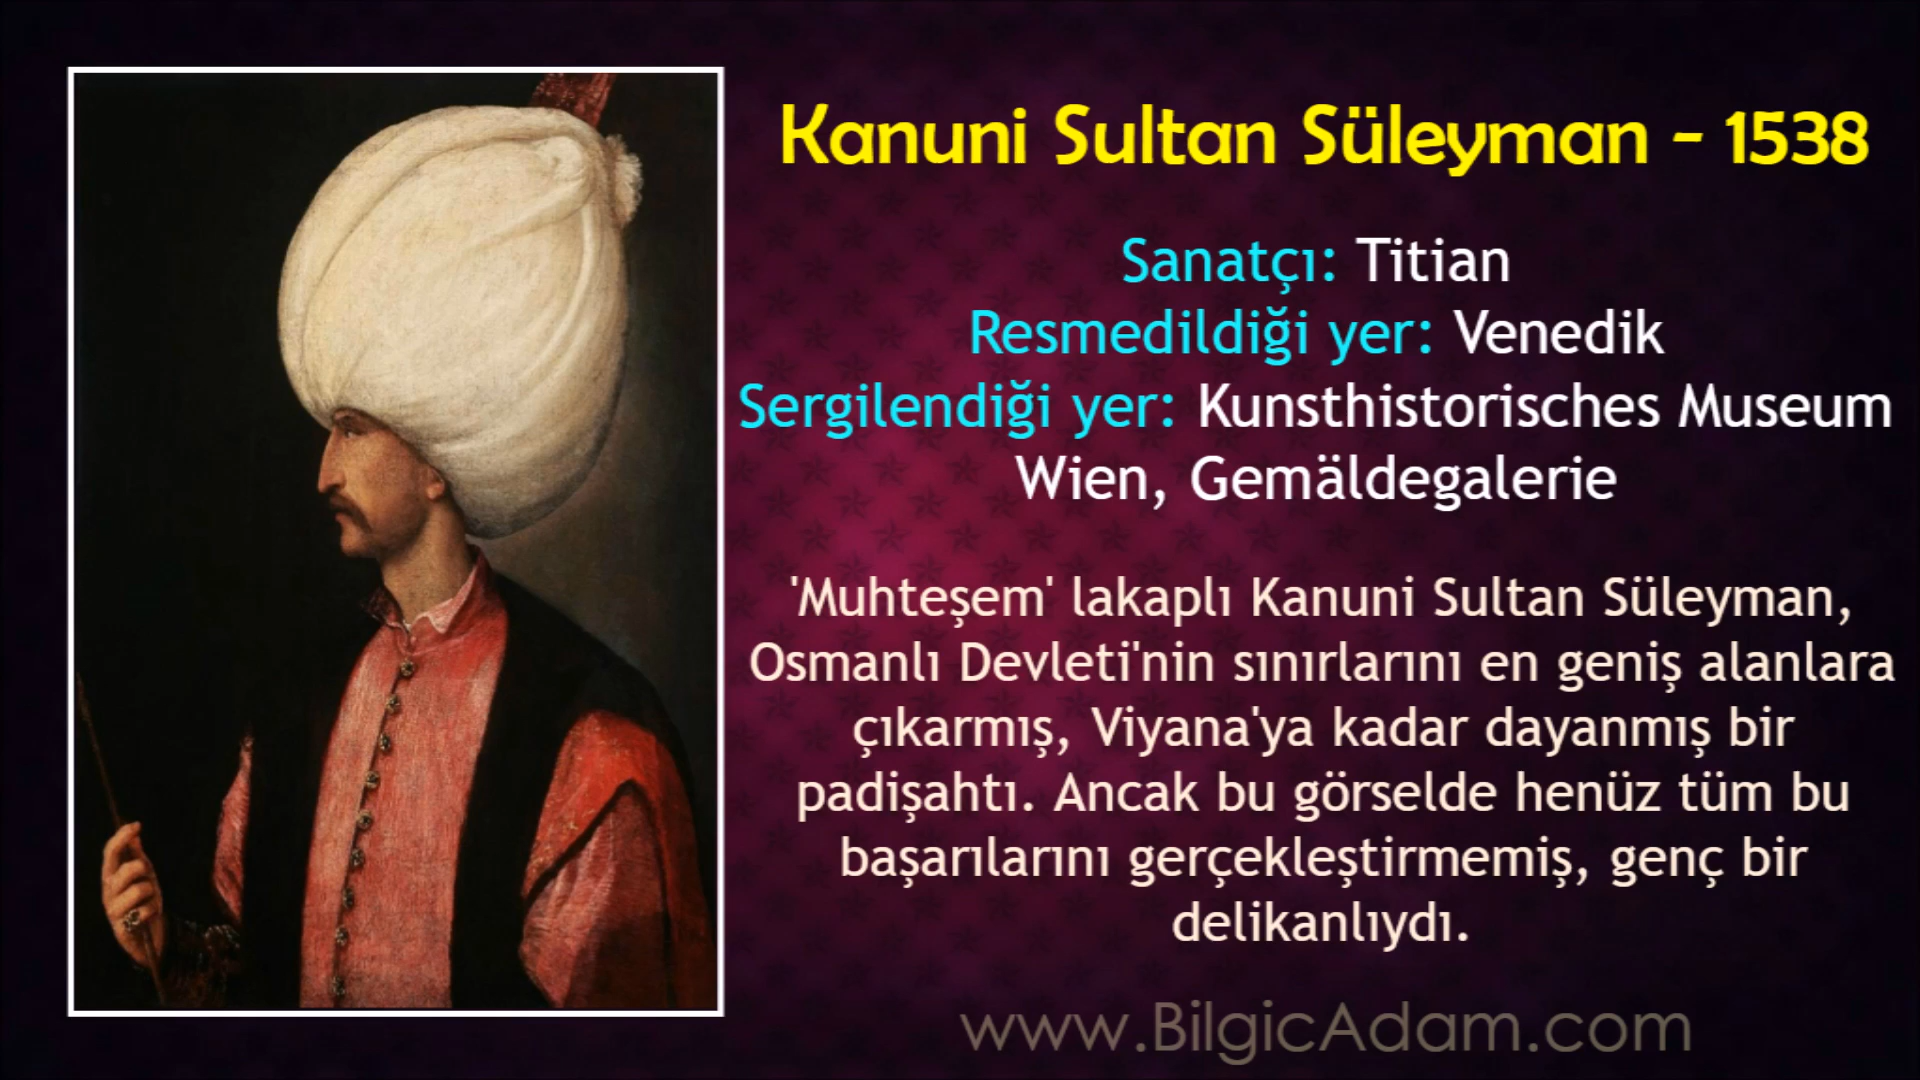 Kanuni Sultan Süleyman - 1538
Sanatçı: Titian
Resmedildiği yer: Venedik
Sergilendiği yer: Kunsthistorisches Museum
Wien, Gemäldegalerie
'Muhteşem' lakaplı Kanuni Sultan Süleyman,
Osmanlı Devleti'nin sınırlarını en geniş alanlara
çıkarmış, Viyana'ya kadar dayanmış bir
padişahtı. Ancak bu görselde henüz tüm bu
başarılarını gerçekleştirmemiş, genç bir
delikanlıydı.
www.BilgicAdam.com